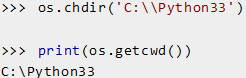 >>> os.chdir('C:\\Python33')
>>> print(os.getcwd())
C:\Python33